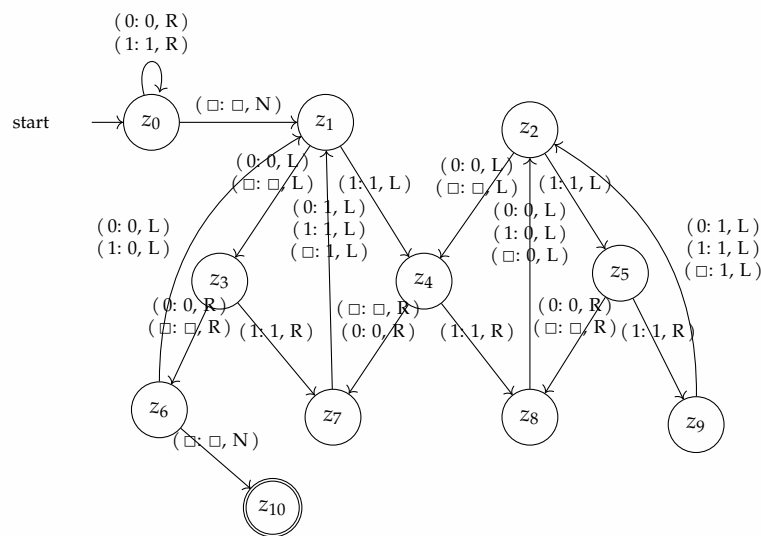 (0: 0, R)
(1: 1, R)
start
z0
(□: □, N)
z1
z2
(0: 0, L)
(□: □, L)
(1: 1, L)
(0: 0, L)
(□: □, L)
(1: 1, L)
(0: 0, L)
(1: 0, L)
(0: 1, L)
(1: 1, L)
(□: 1, L)
(0: 0, L)
(1: 0, L)
(□: 0, L)
(0: 1, L)
(1: 1, L)
(□: 1, L)
z3
z4
z5
(0: 0, R)
(□: □, R)
(1: 1, R)
(□: □, R)
(0: 0, R)
(1: 1, R)
(0: 0, R)
(□: □, R)
(1: 1, R)
z6
z7
z8
z9
(□: □, N)
z10